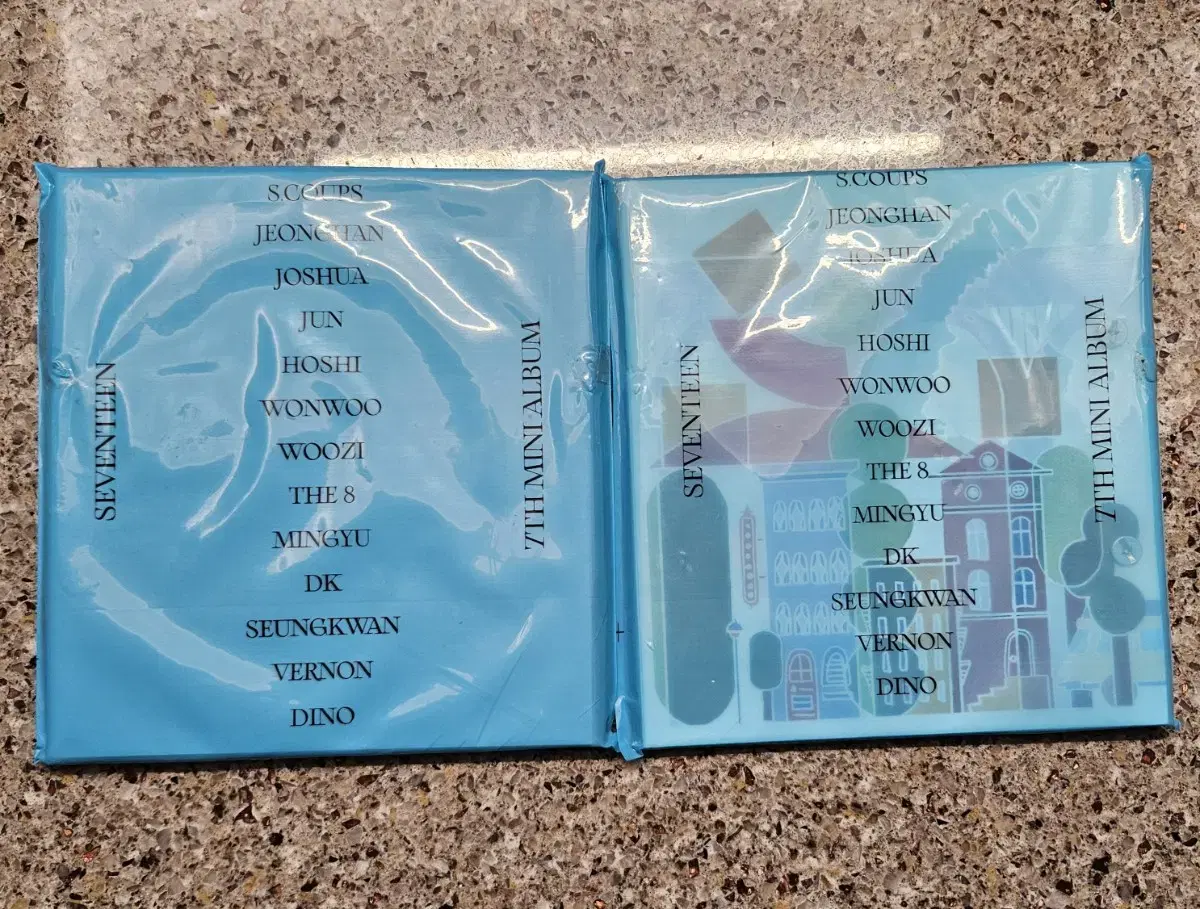 SEVENTEEN
S.COUPS
JEONGHAN
JOSHUA
JUN
HOSHI
WONWOO
WOOZI
THE 8
MINGYU
DK
SEUNGKWAN
VERNON
DINO
7TH MINI ALBUM
SEVENTEEN
S.COUPS
JEONGHAN
JOSHUA
JUN
HOSHI
WONWOO
WOOZI
THE 8
MINGYU
DK
SEUNGKWAN
VERNON
DINO
7TH MINI ALBUM